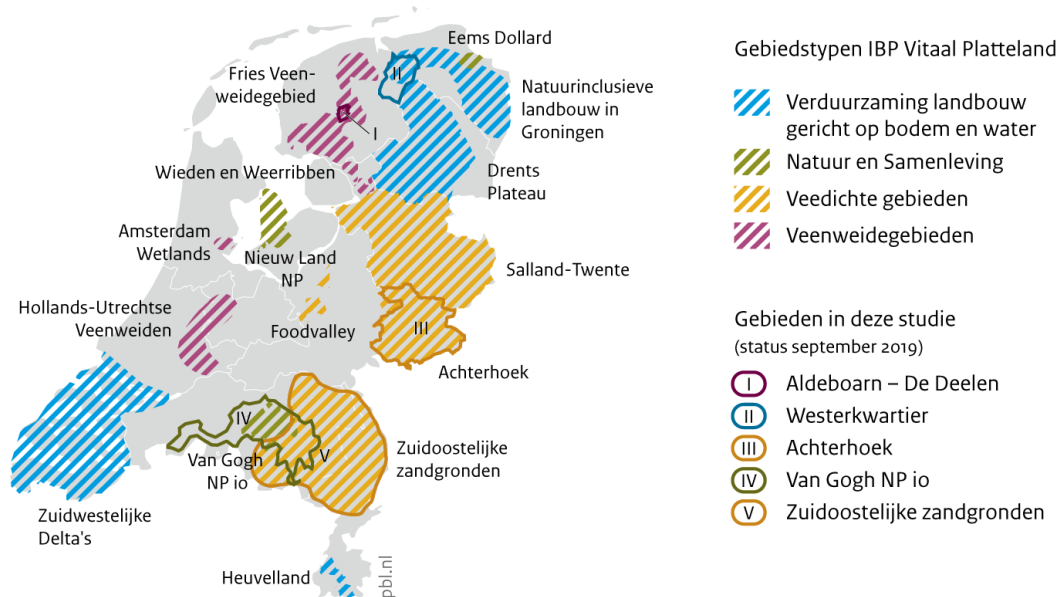 Eems Dollard
Fries Veen-
weidegebied
II
Natuurinclusieve
landbouw in
Groningen
I
Wieden en Weerribben
Drents
Plateau
Amsterdam
Wetlands
Nieuw Land
NP
Salland-Twente
Hollands-Utrechtse
Veenweiden
Foodvalley
III
Achterhoek
IV
Van Gogh
NP io
V
Zuidoostelijke
zandgronden
Zuidwestelijke
Delta's
Heuvelland
pbl.nl
Gebiedstypen IBP Vitaal Platteland
Verduurzaming landbouw
gericht op bodem en water
Natuur en Samenleving
Veedichte gebieden
Veenweidegebieden
Gebieden in deze studie
(status september 2019)
I Aldeboarn – De Deelen
II Westerkwartier
III Achterhoek
IV Van Gogh NP io
V Zuidoostelijke zandgronden